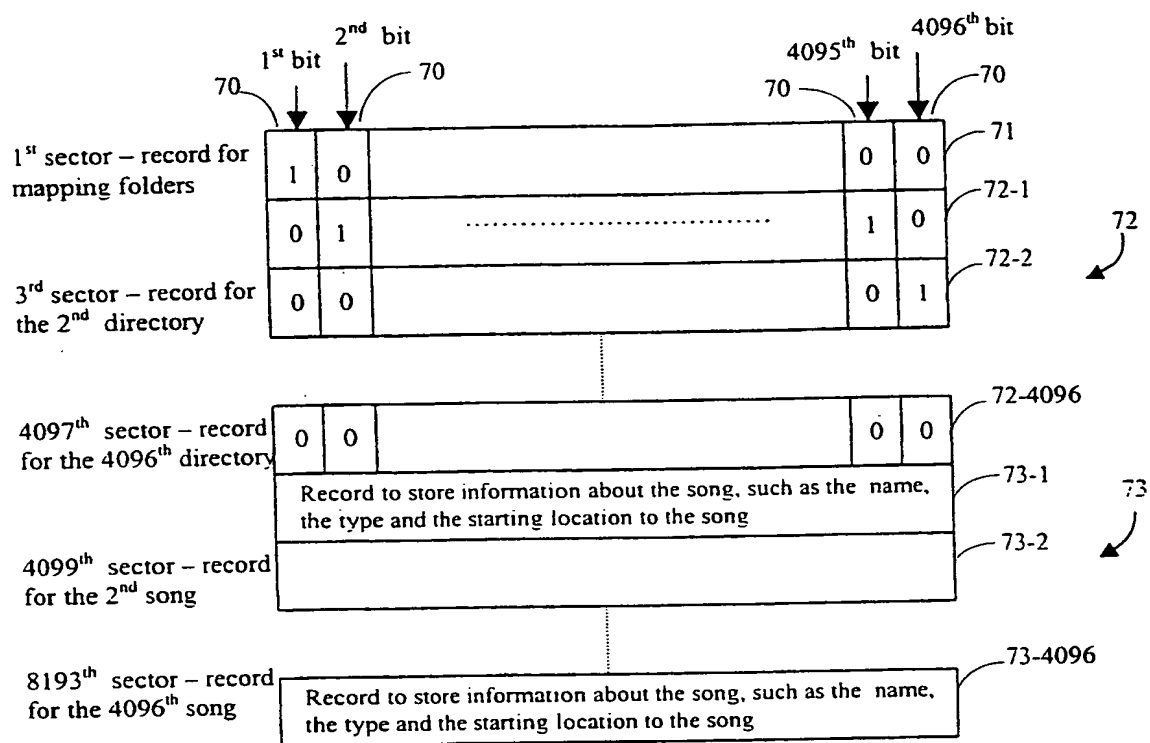 4096th bit
2nd bit
4095th bit
1st bit
70
70
70
70
1st sector – record for
mapping folders
1 0 0 0
71
0 1 ........................................ 1 0
72-1
72
3rd sector – record for
the 2nd directory
0 0 0 1
72-2
4097th sector – record
for the 4096th directory
0 0 0 0
72-4096
Record to store information about the song, such as the name,
the type and the starting location to the song
73-1
73
4099th sector – record
for the 2nd song
73-2
8193th sector – record
for the 4096th song
Record to store information about the song, such as the name,
the type and the starting location to the song
73-4096